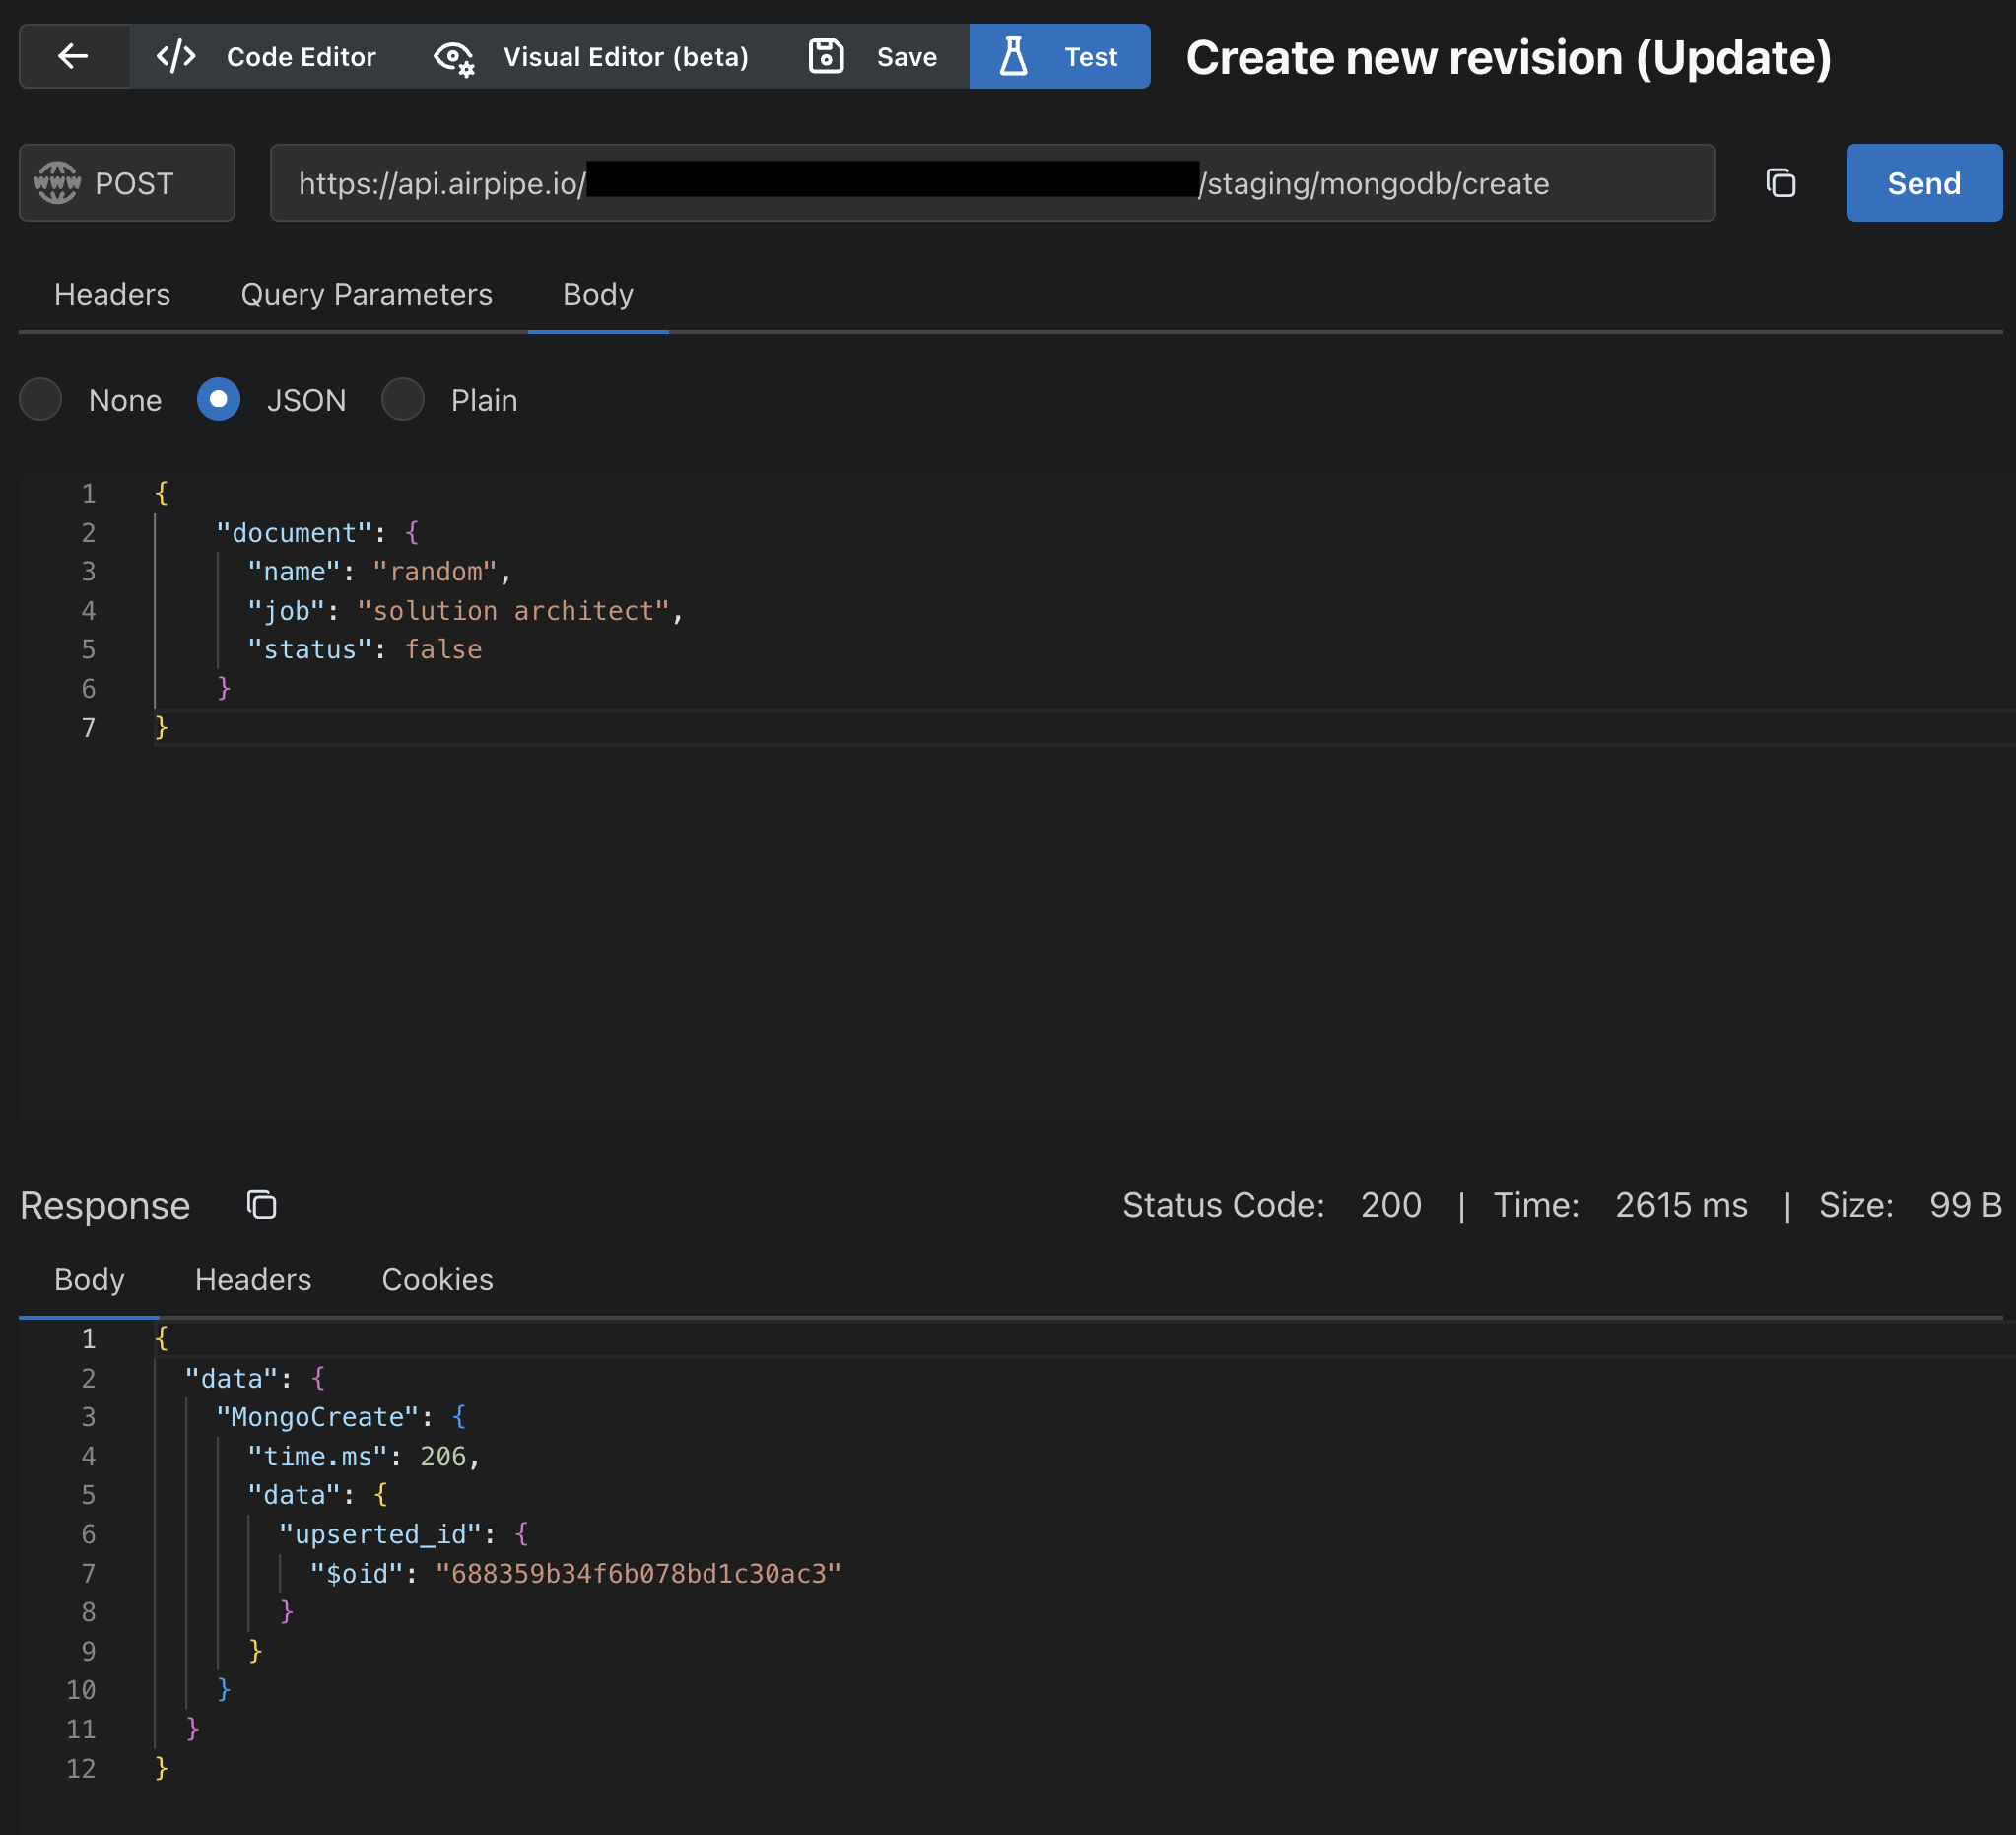 Code Editor Visual Editor (beta) Save Test Create new revision (Update)
www POST https://api.airpipe.io/ /staging/mongodb/create Send
Headers Query Parameters Body
None JSON Plain
1 {
2 "document": {
3 "name": "random",
4 "job": "solution architect",
5 "status": false
6 }
7 }
Response Status Code: 200 | Time: 2615 ms | Size: 99 B
Body Headers Cookies
1 {
2 "data": {
3 "MongoCreate": {
4 "time.ms": 206,
5 "data": {
6 "upserted_id": {
7 "$oid": "688359b34f6b078bd1c30ac3"
8 }
9 }
10 }
11 }
12 }